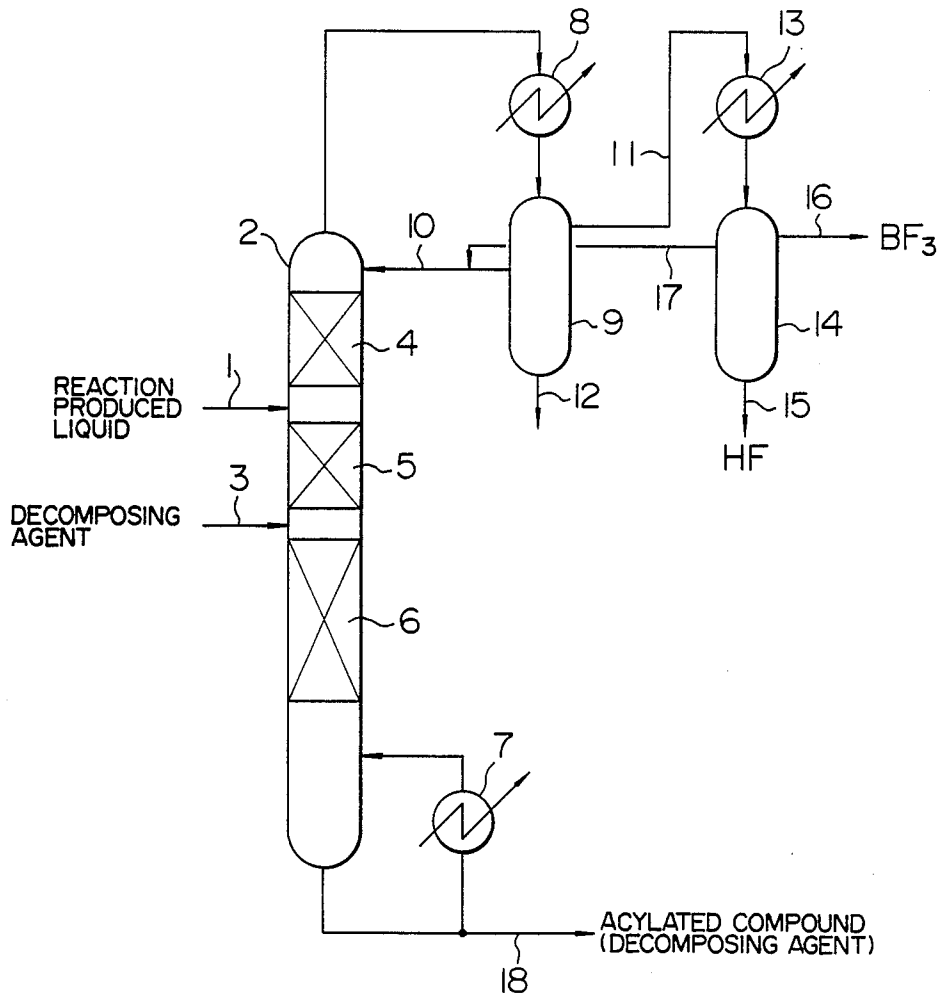 8
13
11
16
BF3
2
10
17
9
14
4
REACTION
PRODUCED
LIQUID
1
12
15
HF
5
DECOMPOSING
AGENT
3
6
7
ACYLATED COMPOUND
(DECOMPOSING AGENT)
18